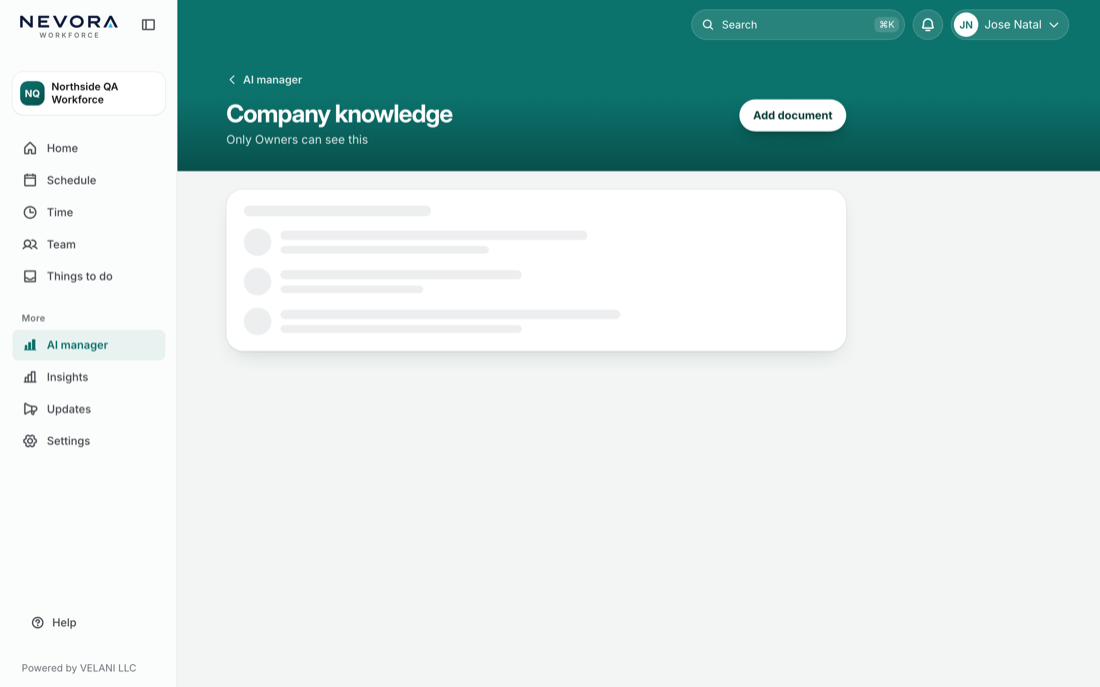 NEVORA
WORKFORCE
Search
⌘K
JN
Jose Natal
NQ
Northside QA
Workforce
Home
Schedule
Time
Team
Things to do
More
AI manager
Insights
Updates
Settings
Help
Powered by VELANI LLC
AI manager
Company knowledge
Only Owners can see this
Add document